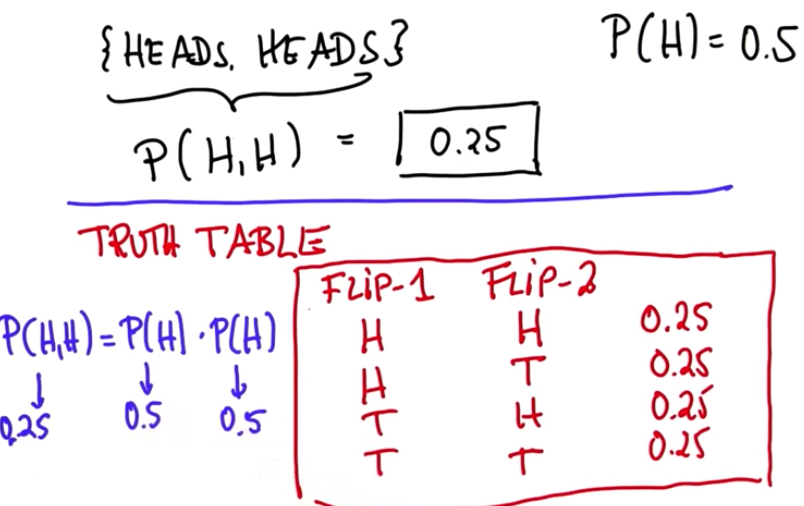 {HEADS, HEADS}
P(H) = 0.5
P(H,H) = 0.25
TRUTH TABLE
FLIP-1 FLIP-2
H H 0.25
H T 0.25
T H 0.25
T T 0.25
P(H,H) = P(H) · P(H)
↓ ↓ ↓
0.25 0.5 0.5